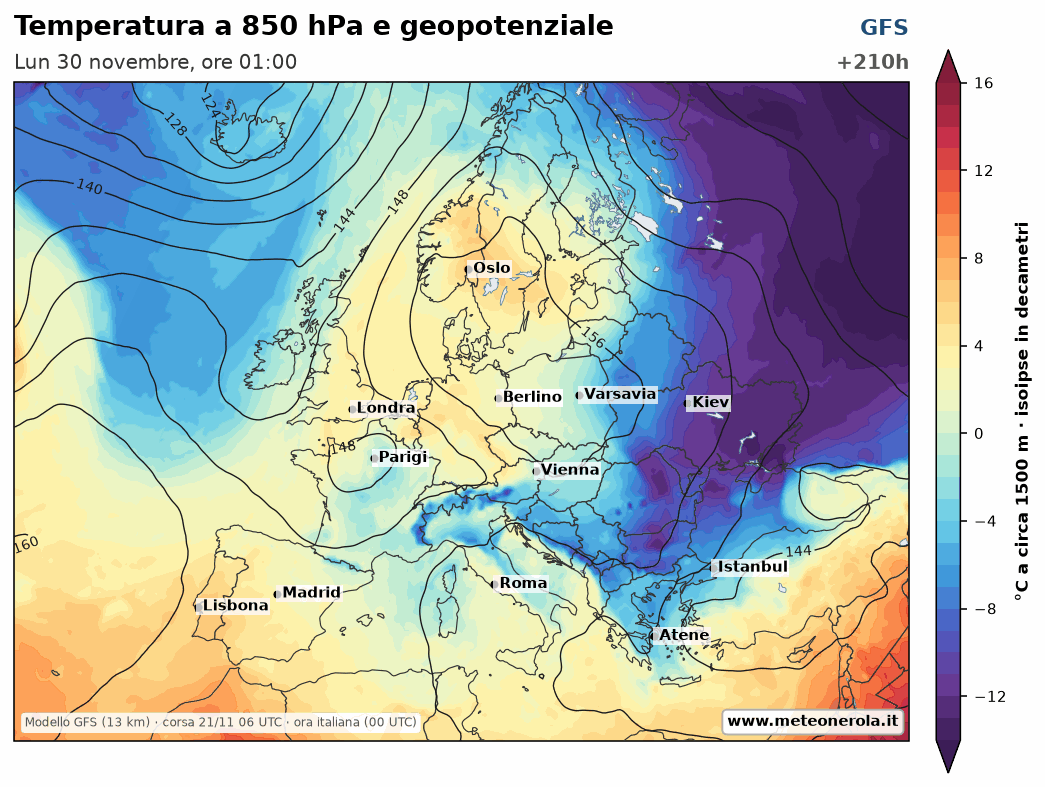 Temperatura a 850 hPa e geopotenziale
GFS
Lun 30 novembre, ore 01:00
+210h
124
128
140
144
148
Oslo
156
Berlino
Varsavia
Kiev
Londra
148
Parigi
Vienna
160
144
Istanbul
Madrid
Roma
Lisbona
Atene
Modello GFS (13 km) · corsa 21/11 06 UTC · ora italiana (00 UTC)
www.meteonerola.it
16
12
8
4
0
−4
−8
−12
°C a circa 1500 m · isoipse in decametri